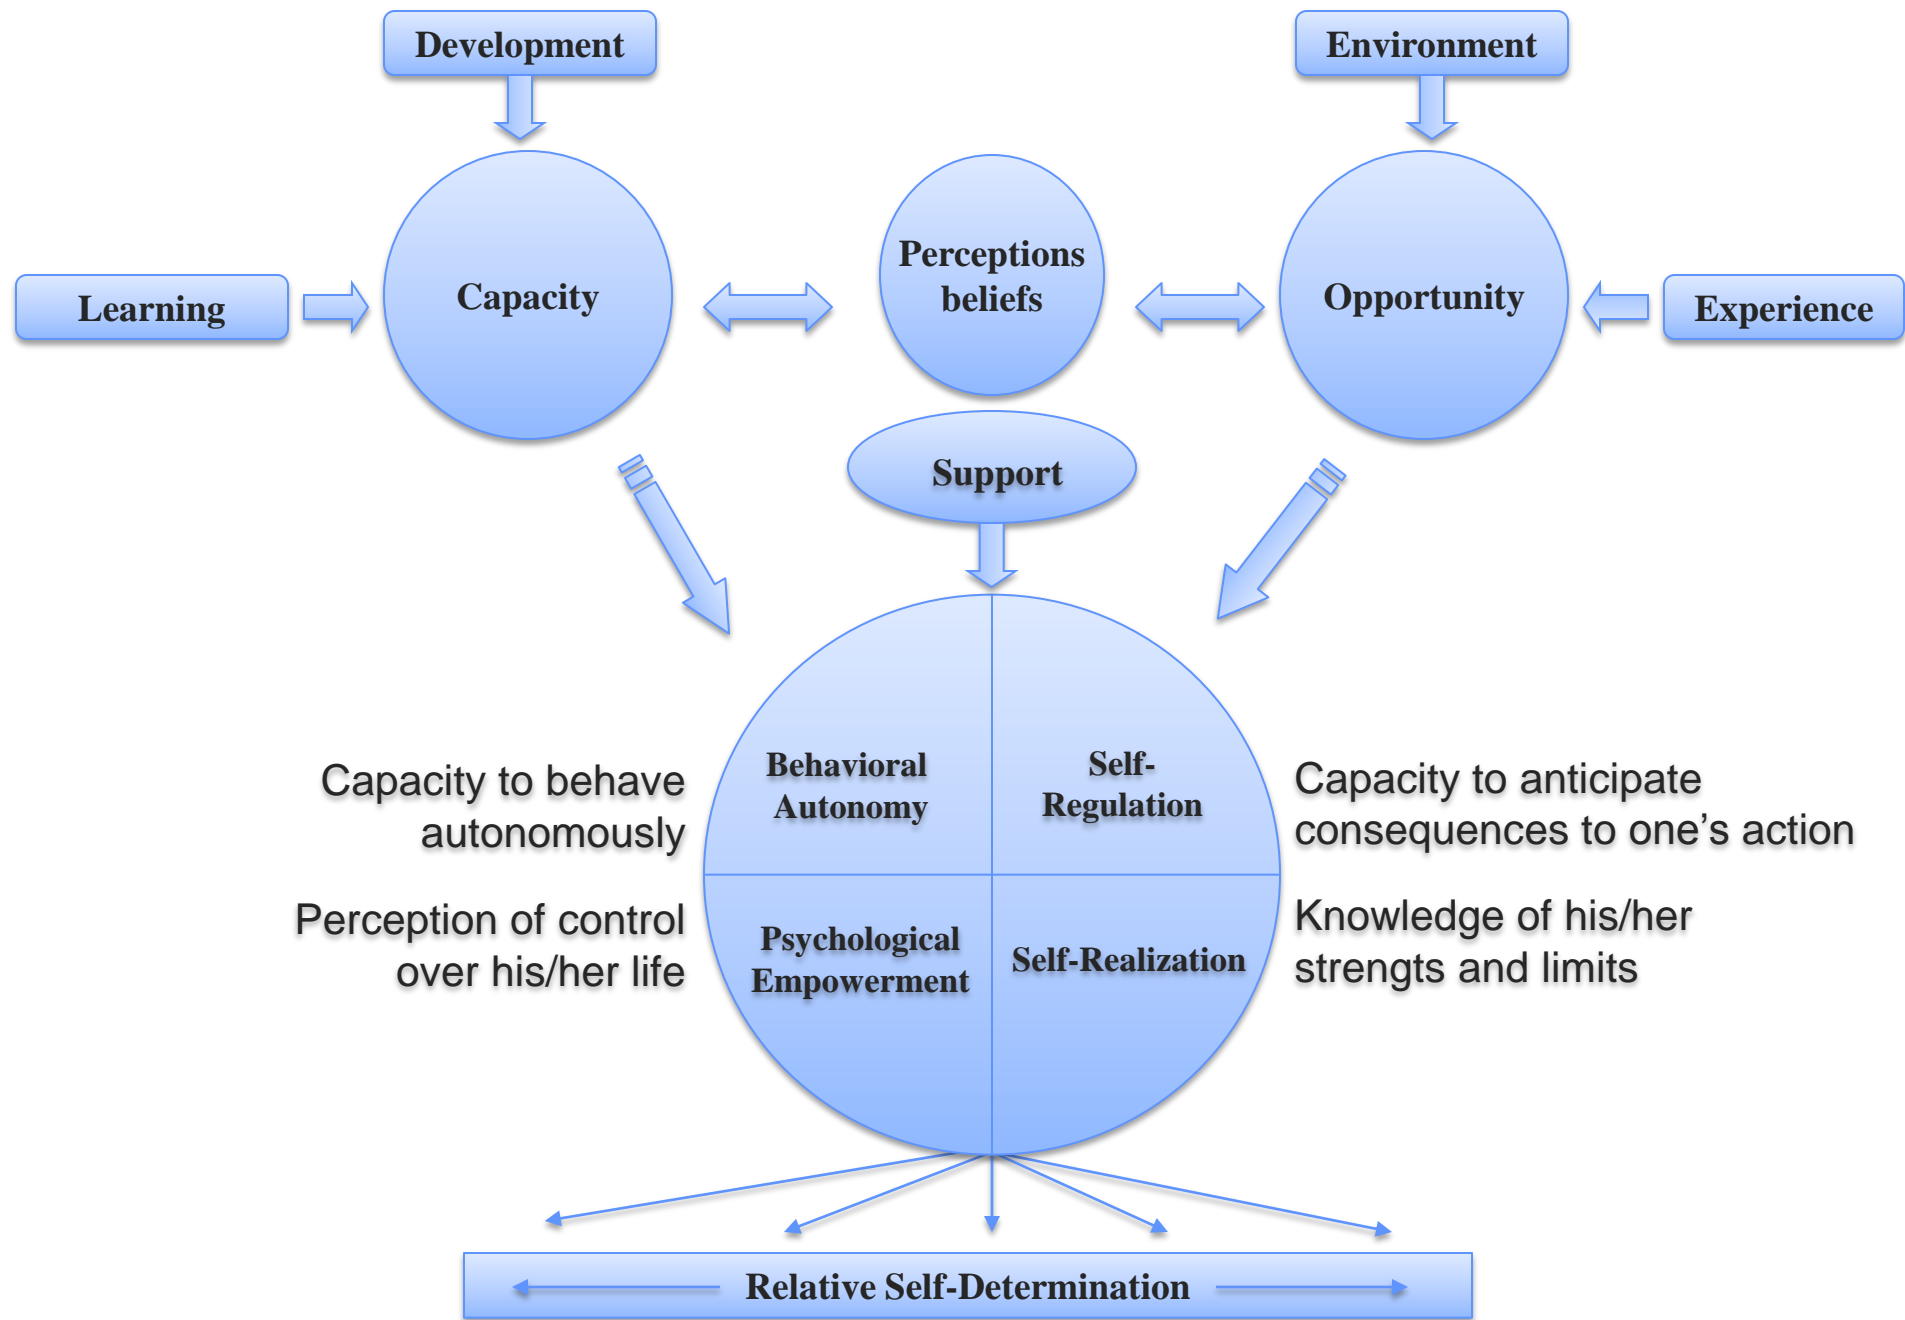 Development
Environment
Perceptions
beliefs
Learning
Capacity
Opportunity
Experience
Support
Behavioral
Autonomy
Self-
Regulation
Capacity to behave
autonomously
Capacity to anticipate
consequences to one’s action
Perception of control
over his/her life
Psychological
Empowerment
Self-Realization
Knowledge of his/her
strengts and limits
Relative Self-Determination